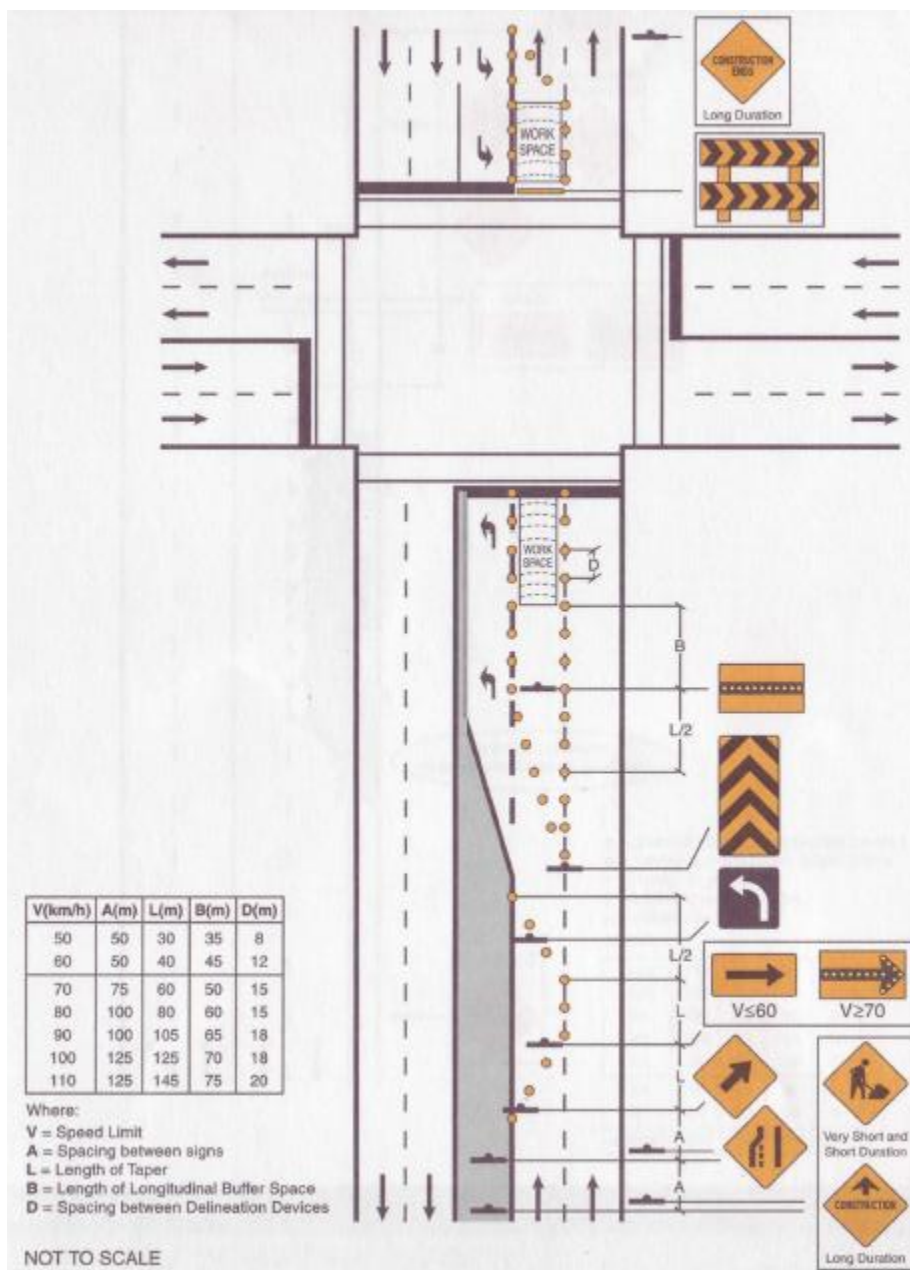 CONSTRUCTION
ENDS
Long Duration
WORK
SPACE
WORK
SPACE
D
B
L/2
L/2
V≤60
V≥70
L
L
A
A
Very Short and
Short Duration
CONSTRUCTION
Long Duration
V(km/h) A(m) L(m) B(m) D(m)
50 50 30 35 8
60 50 40 45 12
70 75 60 50 15
80 100 80 60 15
90 100 105 65 18
100 125 125 70 18
110 125 145 75 20
Where:
V = Speed Limit
A = Spacing between signs
L = Length of Taper
B = Length of Longitudinal Buffer Space
D = Spacing between Delineation Devices
NOT TO SCALE